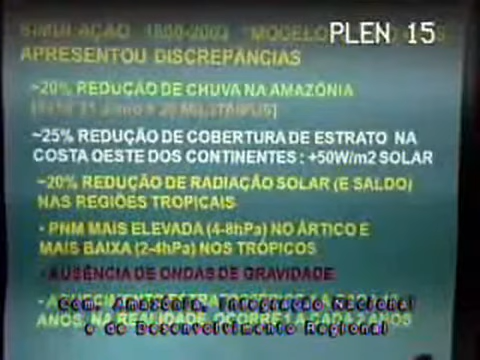 SIMULAÇÃO "MODELO
PLEN 15
APRESENTOU DISCREPÂNCIAS
~20% REDUÇÃO DE CHUVA NA AMAZÔNIA
~25% REDUÇÃO DE COBERTURA DE ESTRATO NA
COSTA OESTE DOS CONTINENTES : +50W/m2 SOLAR
~20% REDUÇÃO DE RADIAÇÃO SOLAR (E SALDO)
NAS REGIÕES TROPICAIS
• PNM MAIS ELEVADA (4-8hPa) NO ÁRTICO E
MAIS BAIXA (2-4hPa) NOS TRÓPICOS
• AUSÊNCIA DE ONDAS DE GRAVIDADE
Com. Amazônia, Integração Nacional
ANOS, NA REALIDADE, OCORRE 1 A CADA 2 ANOS
e de Desenvolvimento Regional